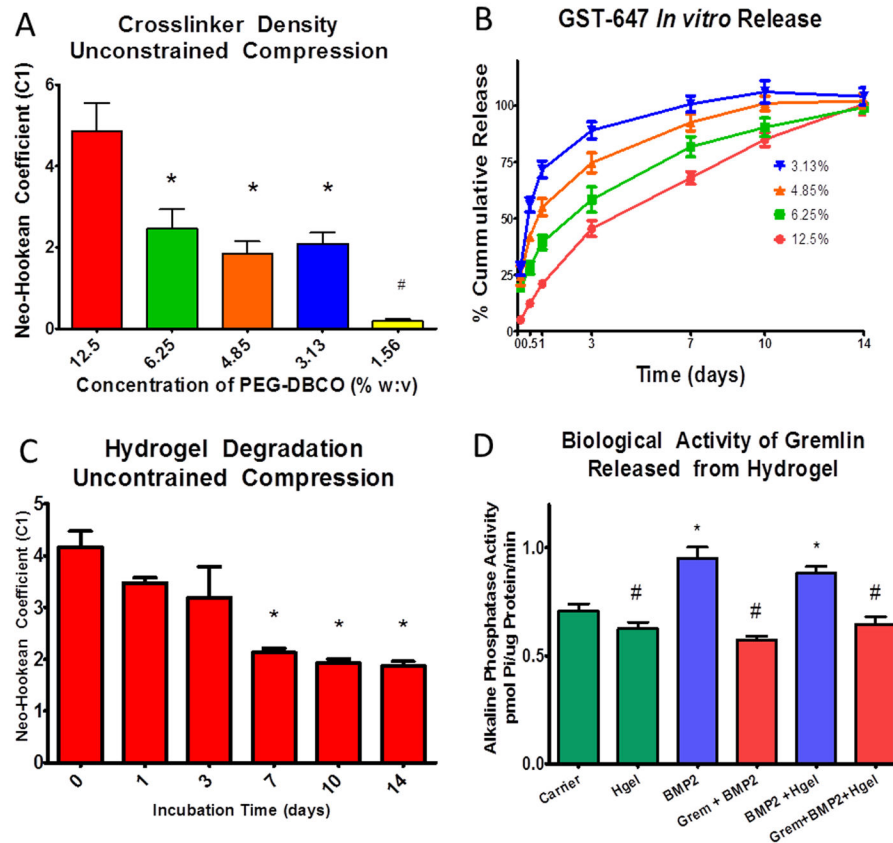 A
Crosslinker Density
Unconstrained Compression
Neo-Hookean Coefficient (C1)
6
4
2
0
*
*
*
#
12.5
6.25
4.85
3.13
1.56
Concentration of PEG-DBCO (% w:v)
B
GST-647 In vitro Release
% Cummulative Release
100
75
50
25
0
3.13%
4.85%
6.25%
12.5%
0 0.5 1 3 7 10 14
Time (days)
C
Hydrogel Degradation
Uncontrained Compression
Neo-Hookean Coefficient (C1)
5
4
3
2
1
0
*
*
*
0
1
3
7
10
14
Incubation Time (days)
D
Biological Activity of Gremlin
Released from Hydrogel
Alkaline Phosphatase Activity
pmol Pi/ug Protein/min
1.0
0.5
0.0
#
*
#
*
#
Carrier
Hgel
BMP2
Grem + BMP2
BMP2 +Hgel
Grem+BMP2+Hgel